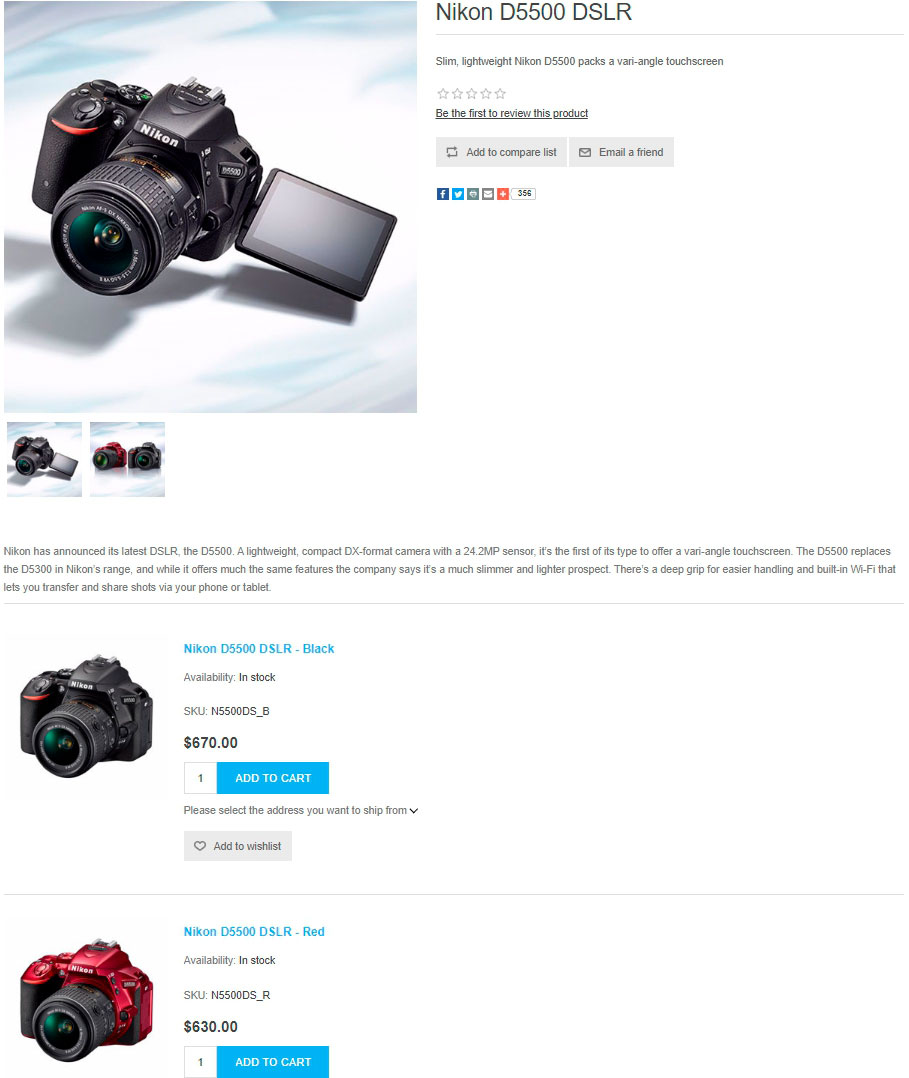 Nikon D5500 DSLR
Slim, lightweight Nikon D5500 packs a vari-angle touchscreen
Be the first to review this product
Add to compare list
Email a friend
356
Nikon
D5500
Nikon has announced its latest DSLR, the D5500. A lightweight, compact DX-format camera with a 24.2MP sensor, it's the first of its type to offer a vari-angle touchscreen. The D5500 replaces
the D5300 in Nikon's range, and while it offers much the same features the company says it's a much slimmer and lighter prospect. There's a deep grip for easier handling and built-in Wi-Fi that
lets you transfer and share shots via your phone or tablet.
Nikon
Nikon D5500 DSLR - Black
Availability: In stock
SKU: N5500DS_B
$670.00
1 ADD TO CART
Please select the address you want to ship from
Add to wishlist
Nikon
Nikon D5500 DSLR - Red
Availability: In stock
SKU: N5500DS_R
$630.00
1 ADD TO CART